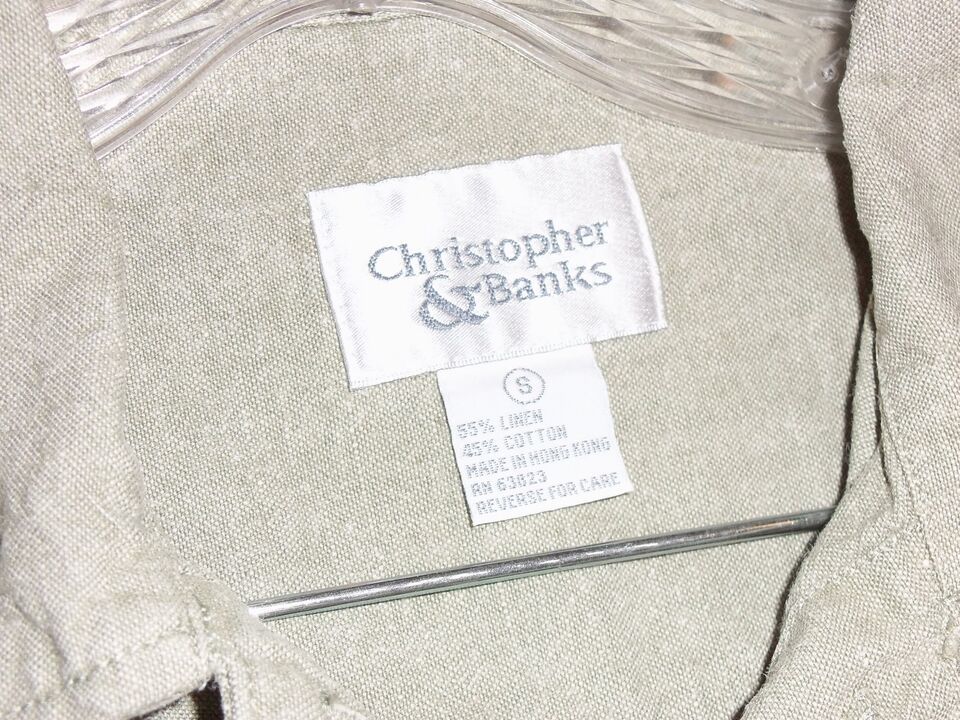 Christopher
& Banks
S
55% LINEN
45% COTTON
MADE IN HONG KONG
RN 63823
REVERSE FOR CARE